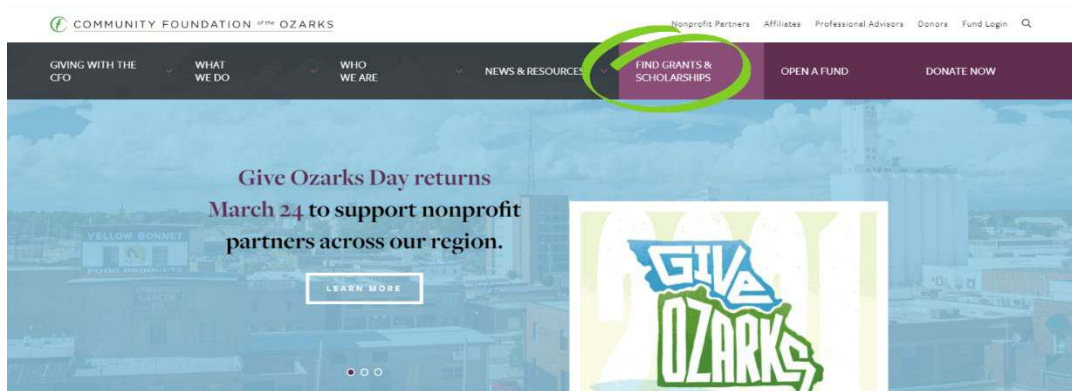 COMMUNITY FOUNDATION of the OZARKS
Nonprofit Partners Affiliates Professional Advisors Donors Fund Login
GIVING WITH THE
CFO
WHAT
WE DO
WHO
WE ARE
NEWS & RESOURCES
FIND GRANTS &
SCHOLARSHIPS
OPEN A FUND
DONATE NOW
Give Ozarks Day returns
March 24 to support nonprofit
partners across our region.
LEARN MORE
YELLOW BONNET
FOOD PRODUCTS
2021
GIVE
OZARKS